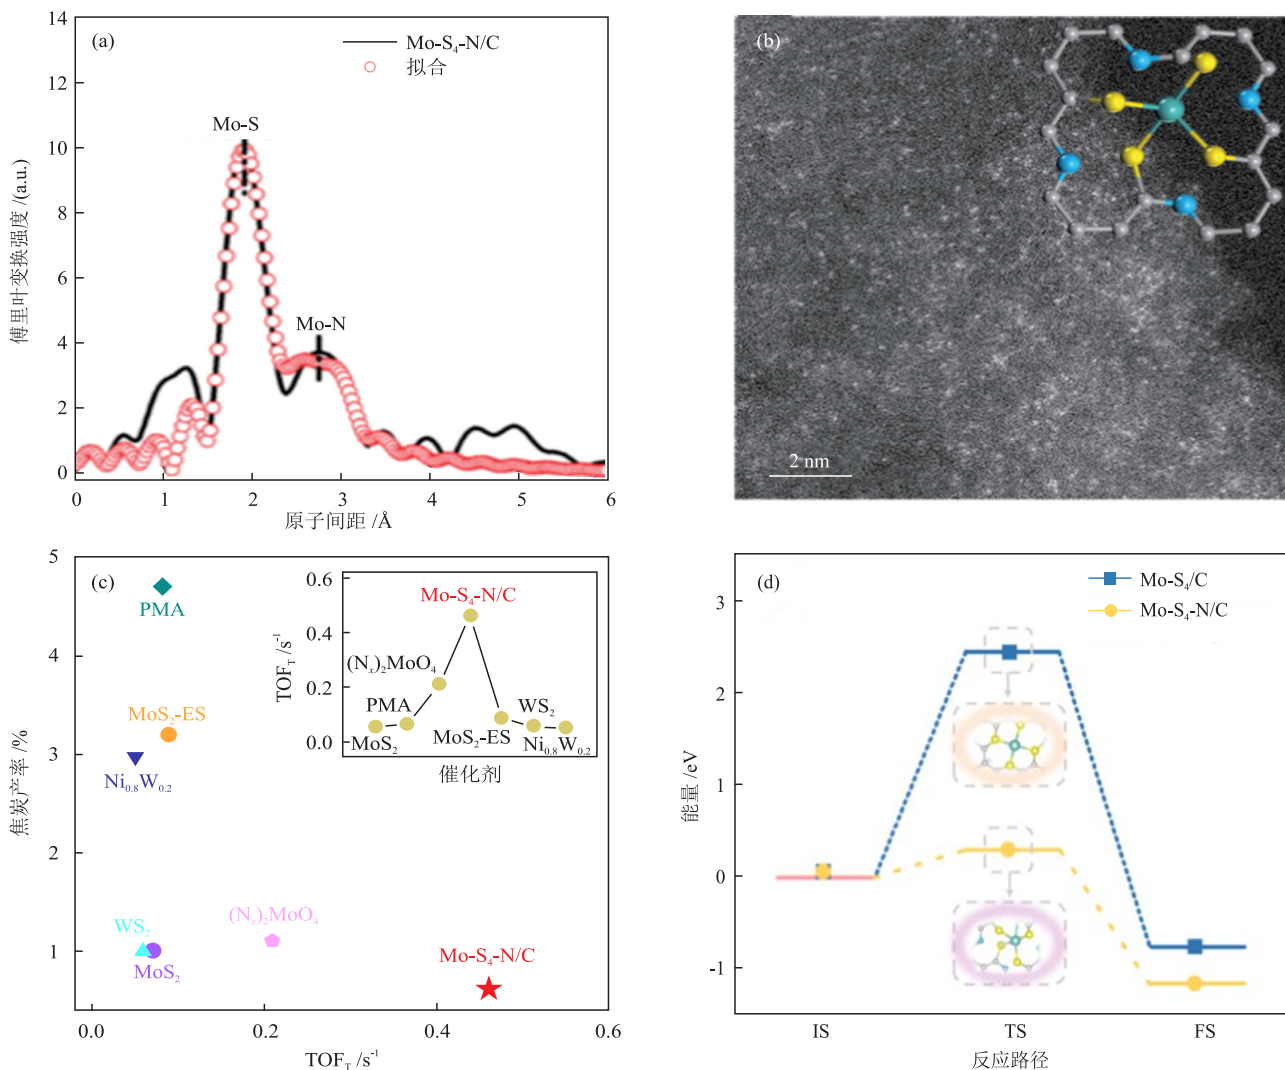 (a)
Mo-S₄-N/C
拟合
Mo-S
Mo-N
14
12
10
8
6
4
2
0
傅里叶变换强度 /(a.u.)
0 1 2 3 4 5 6
原子间距 /Å
(b)
2 nm
(c)
5
4
3
2
1
焦炭产率 /%
PMA
MoS₂-ES
Ni₀.₈W₀.₂
WS₂
MoS₂
(Nₓ)₂MoO₄
Mo-S₄-N/C
0.0 0.2 0.4 0.6
TOF_T /s⁻¹
0.6
0.4
0.2
0.0
TOF_T /s⁻¹
Mo-S₄-N/C
(Nₓ)₂MoO₄
PMA
MoS₂
MoS₂-ES
WS₂
Ni₀.₈W₀.₂
催化剂
(d)
Mo-S₄/C
Mo-S₄-N/C
3
2
1
0
-1
能量 /eV
IS TS FS
反应路径